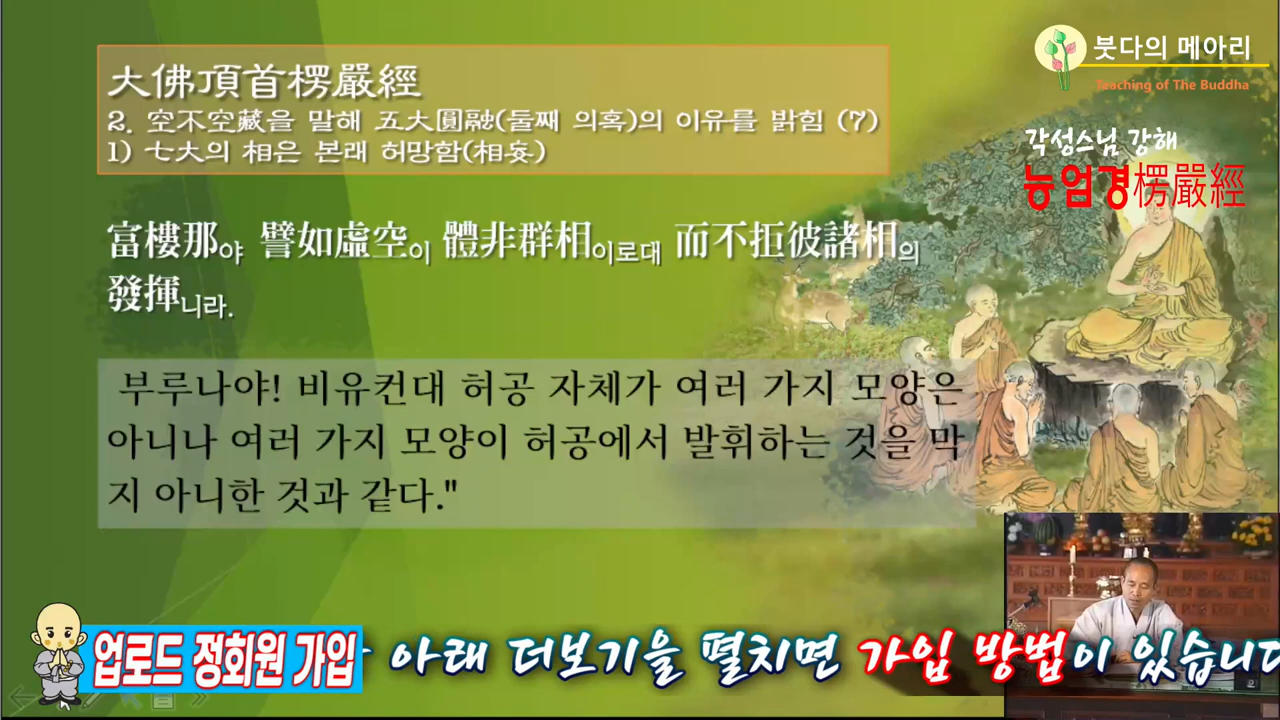 大佛頂首楞嚴經
2. 空不空藏을 말해 五大圓融(둘째 의혹)의 이유를 밝힘 (7)
1) 七大의 相은 본래 허망함(相妄)
붓다의 메아리
Teaching of The Buddha
각성스님 강해
능엄경楞嚴經
富樓那야 譬如虛空이 體非群相이로대 而不拒彼諸相의
發揮니라.
부루나야! 비유컨대 허공 자체가 여러 가지 모양은
아니나 여러 가지 모양이 허공에서 발휘하는 것을 막
지 아니한 것과 같다."
업로드 정회원 가입
아래 더보기을 펼치면 가입 방법이 있습니다